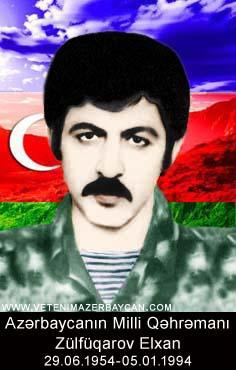 WWW.VETENIMAZERBAYCAN.COM
Azərbaycanın Milli Qəhrəmanı
Zülfüqarov Elxan
29.06.1954-05.01.1994